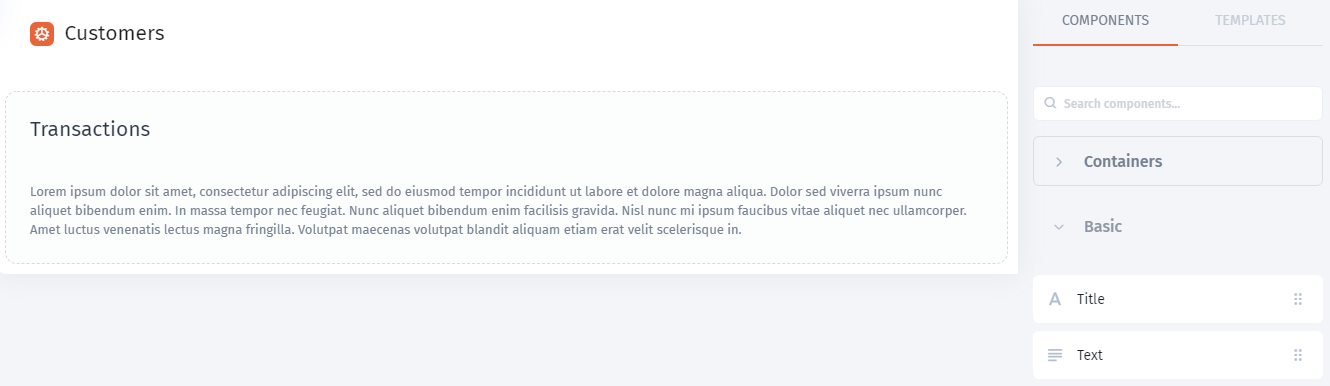 Customers
Transactions
Lorem ipsum dolor sit amet, consectetur adipiscing elit, sed do eiusmod tempor incididunt ut labore et dolore magna aliqua. Dolor sed viverra ipsum nunc
aliquet bibendum enim. In massa tempor nec feugiat. Nunc aliquet bibendum enim facilisis gravida. Nisl nunc mi ipsum faucibus vitae aliquet nec ullamcorper.
Amet luctus venenatis lectus magna fringilla. Volutpat maecenas volutpat blandit aliquam etiam erat velit scelerisque in.
COMPONENTS TEMPLATES
Search components...
Containers
Basic
Title
Text